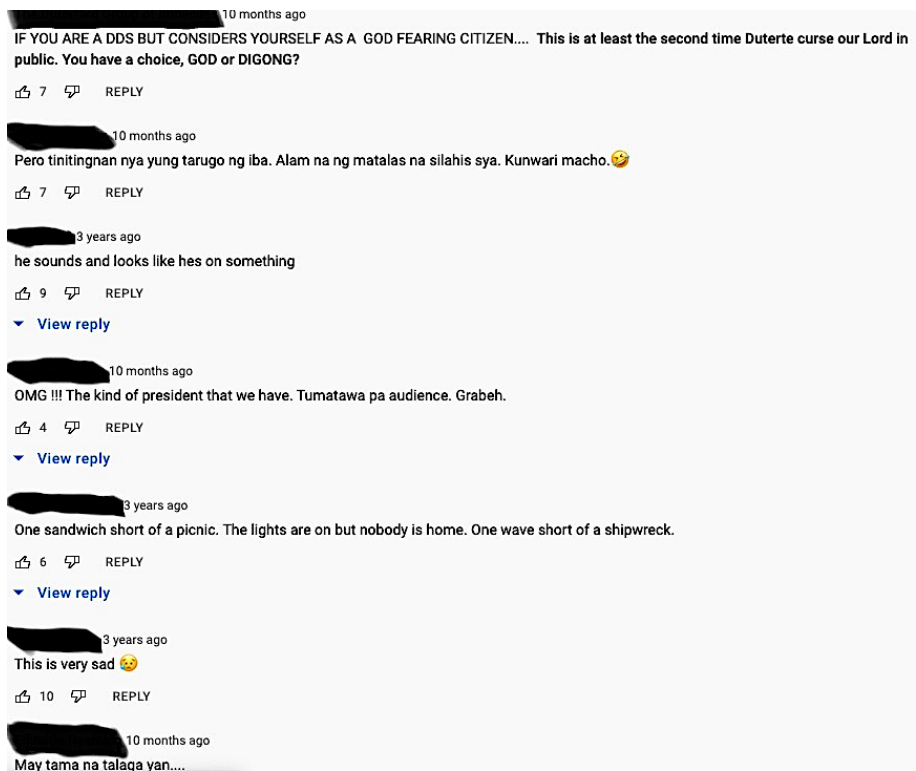 10 months ago
IF YOU ARE A DDS BUT CONSIDERS YOURSELF AS A GOD FEARING CITIZEN.... This is at least the second time Duterte curse our Lord in
public. You have a choice, GOD or DIGONG?
7 REPLY
10 months ago
Pero tinitingnan nya yung tarugo ng iba. Alam na ng matalas na silahis sya. Kunwari macho.🤣
7 REPLY
3 years ago
he sounds and looks like hes on something
9 REPLY
View reply
10 months ago
OMG !!! The kind of president that we have. Tumatawa pa audience. Grabeh.
4 REPLY
View reply
3 years ago
One sandwich short of a picnic. The lights are on but nobody is home. One wave short of a shipwreck.
6 REPLY
View reply
3 years ago
This is very sad 😥
10 REPLY
10 months ago
May tama na talaga yan....